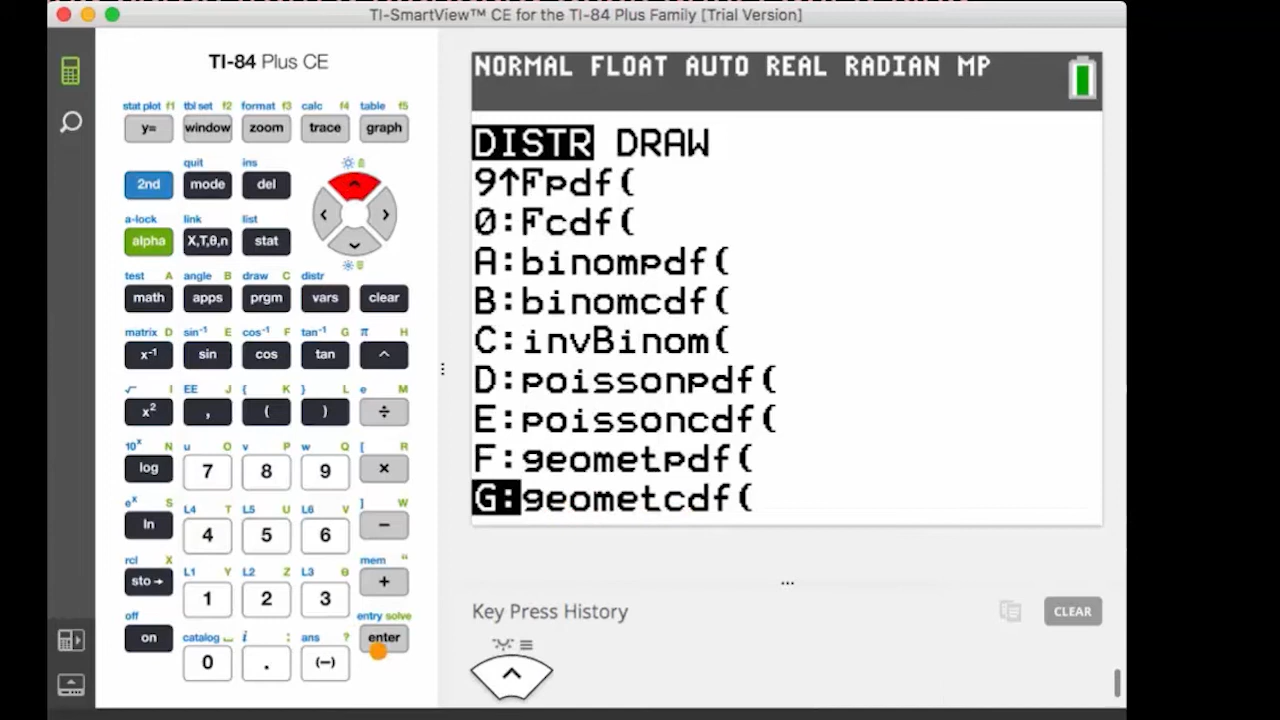 TI-SmartView™ CE for the TI-84 Plus Family [Trial Version]
TI-84 Plus CE
stat plot f1 tbl set f2 format f3 calc f4 table f5
y= window zoom trace graph
quit ins
2nd mode del
a-lock link list
alpha X,T,θ,n stat
test A angle B draw C distr
math apps prgm vars clear
matrix D sin⁻¹ E cos⁻¹ F tan⁻¹ G π H
x⁻¹ sin cos tan ^
√ I EE J { K } L e M
x² , ( ) ÷
10ˣ N u O v P w Q [ R
log 7 8 9 ×
eˣ S L4 T L5 U L6 V ] W
ln 4 5 6 −
rcl X L1 Y L2 Z L3 θ mem "
sto→ 1 2 3 +
off catalog ⎵ i : ans ? entry solve
on 0 . (−) enter
NORMAL FLOAT AUTO REAL RADIAN MP
DISTR DRAW
9↑Fpdf(
0:Fcdf(
A:binompdf(
B:binomcdf(
C:invBinom(
D:poissonpdf(
E:poissoncdf(
F:geometpdf(
G:geometcdf(
Key Press History
CLEAR